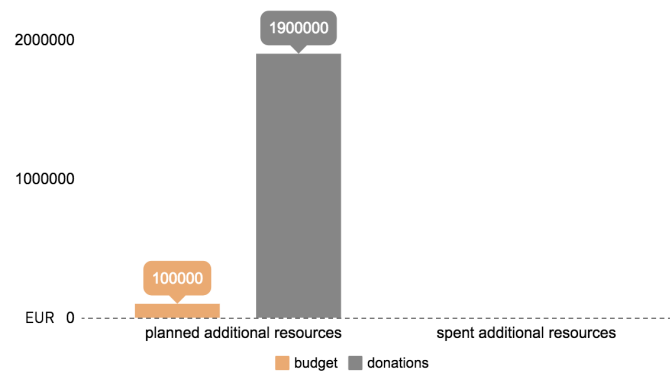 2000000
1900000
1000000
100000
EUR 0
planned additional resources spent additional resources
budget donations